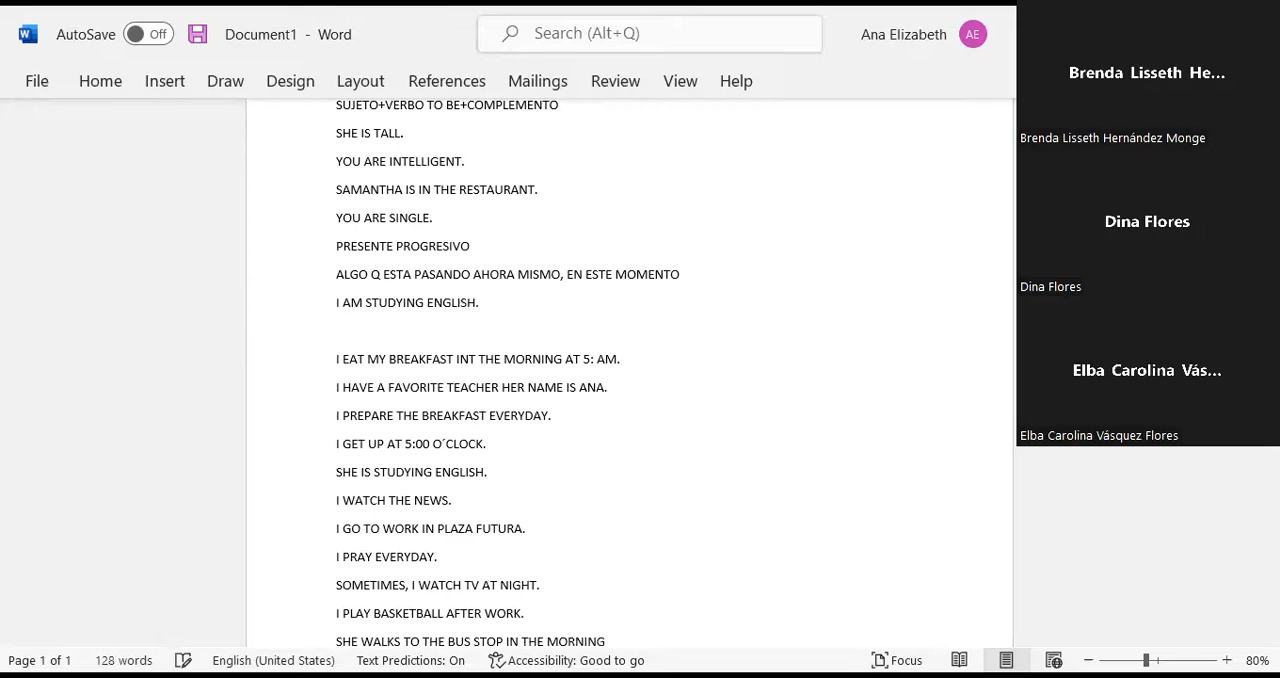 AutoSave Off Document1 - Word Search (Alt+Q) Ana Elizabeth AE
File Home Insert Draw Design Layout References Mailings Review View Help
SUJETO+VERBO TO BE+COMPLEMENTO
SHE IS TALL.
YOU ARE INTELLIGENT.
SAMANTHA IS IN THE RESTAURANT.
YOU ARE SINGLE.
PRESENTE PROGRESIVO
ALGO Q ESTA PASANDO AHORA MISMO, EN ESTE MOMENTO
I AM STUDYING ENGLISH.
I EAT MY BREAKFAST INT THE MORNING AT 5: AM.
I HAVE A FAVORITE TEACHER HER NAME IS ANA.
I PREPARE THE BREAKFAST EVERYDAY.
I GET UP AT 5:00 O´CLOCK.
SHE IS STUDYING ENGLISH.
I WATCH THE NEWS.
I GO TO WORK IN PLAZA FUTURA.
I PRAY EVERYDAY.
SOMETIMES, I WATCH TV AT NIGHT.
I PLAY BASKETBALL AFTER WORK.
SHE WALKS TO THE BUS STOP IN THE MORNING
Page 1 of 1 128 words English (United States) Text Predictions: On Accessibility: Good to go Focus 80%
Brenda Lisseth He...
Brenda Lisseth Hernández Monge
Dina Flores
Dina Flores
Elba Carolina Vás...
Elba Carolina Vásquez Flores